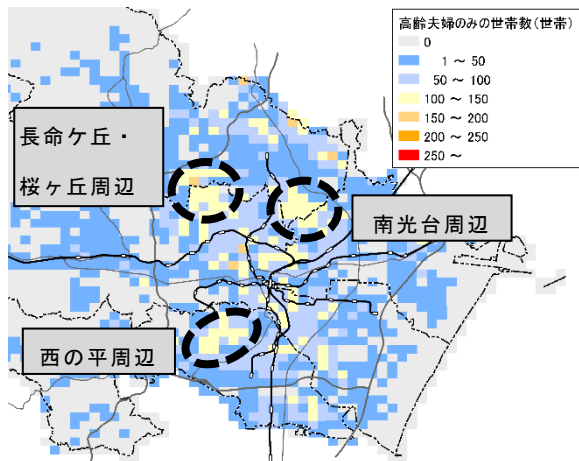 高齢夫婦のみの世帯数(世帯)
0
1 ～ 50
50 ～ 100
100 ～ 150
150 ～ 200
200 ～ 250
250 ～
長命ケ丘・
桜ヶ丘周辺
南光台周辺
西の平周辺